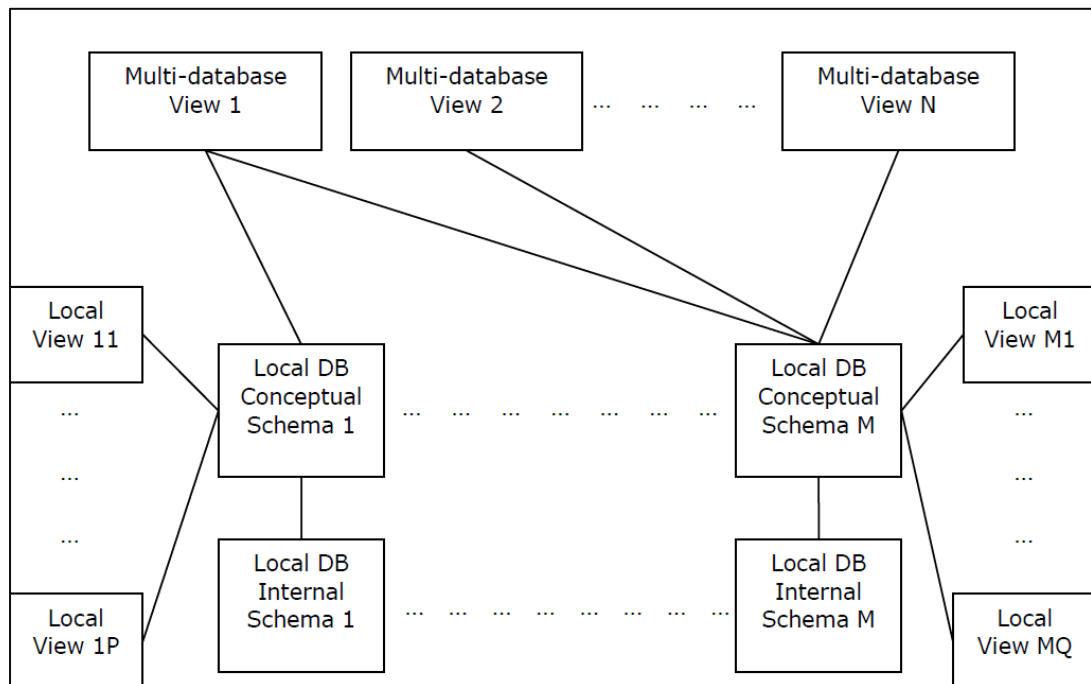 Multi-database
View 1
Multi-database
View 2
... ... ... ...
Multi-database
View N
Local
View 11
Local
View M1
Local DB
Conceptual
Schema 1
Local DB
Conceptual
Schema M
... ... ... ... ... ... ...
...
...
...
...
...
...
Local DB
Internal
Schema 1
Local DB
Internal
Schema M
... ... ... ... ... ... ... ...
Local
View 1P
Local
View MQ